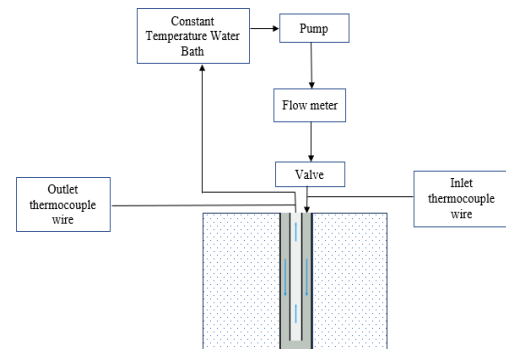 Constant
Temperature Water
Bath
Pump
Flow meter
Valve
Outlet
thermocouple
wire
Inlet
thermocouple
wire